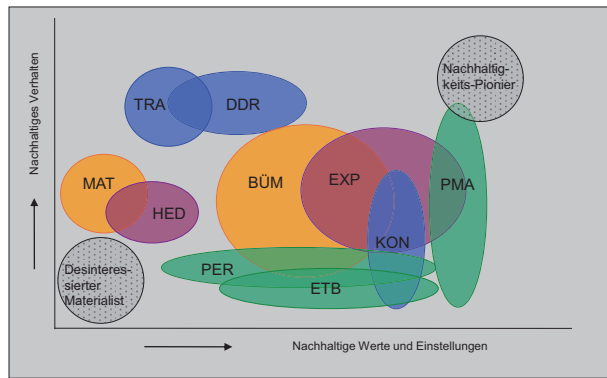 Nachhaltiges Verhalten
Nachhaltig-
keits-Pionier
TRA
DDR
MAT
HED
BÜM
EXP
PMA
KON
PER
ETB
Desinteres-
sierter
Materialist
Nachhaltige Werte und Einstellungen